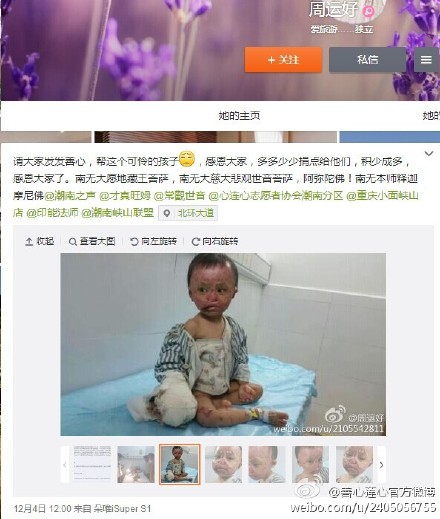 周运好
爱旅游……独立
+ 关注
私信
她的主页
她的
请大家发发善心，帮这个可怜的孩子，感恩大家，多多少少捐点给他们，积少成多，
感恩大家了。南无大愿地藏王菩萨，南无大慈大悲观世音菩萨，阿弥陀佛！南无本师释迦
摩尼佛@潮南之声 @才真旺姆 @常觀世音 @心连心志愿者协会潮南分区 @重庆小面峡山
店 @印能法师 @潮南峡山联盟 北环大道
收起 查看大图 向左旋转 向右旋转
@周运好
weibo.com/u/2105542811
12月4日 12:00 来自 朵唯iSuper S1
@善心莲心官方微博
weibo.com/u/2405056755